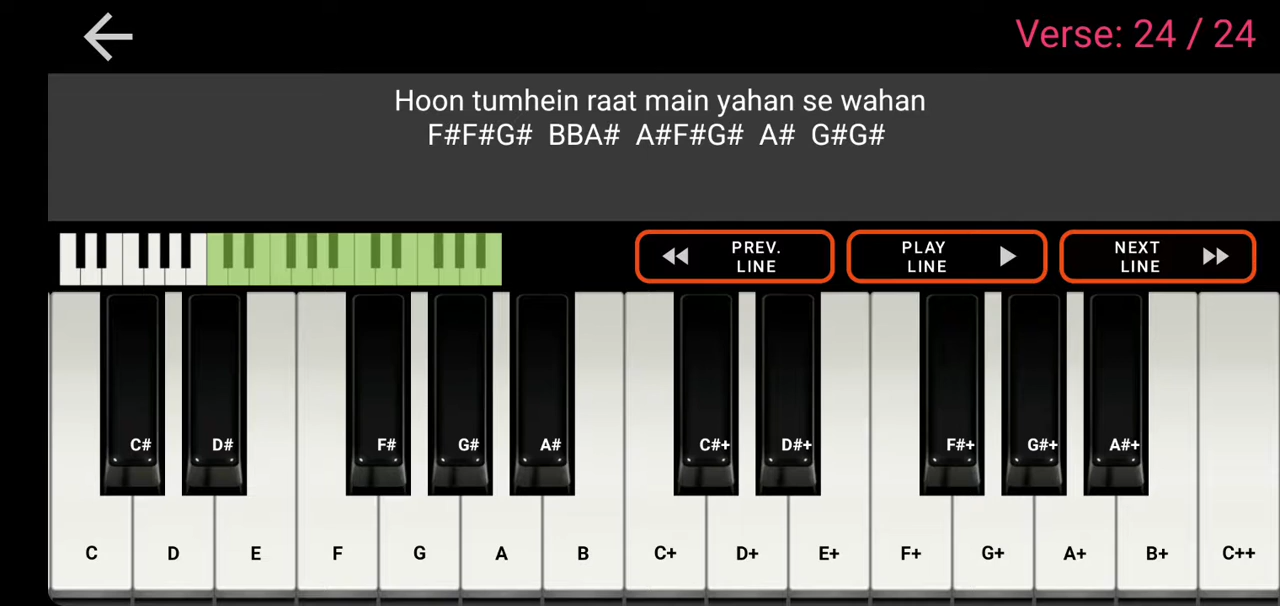 Verse: 24 / 24
Hoon tumhein raat main yahan se wahan
F#F#G# BBA# A#F#G# A# G#G#
PREV. LINE
PLAY LINE
NEXT LINE
C# D# F# G# A# C#+ D#+ F#+ G#+ A#+
C D E F G A B C+ D+ E+ F+ G+ A+ B+ C++